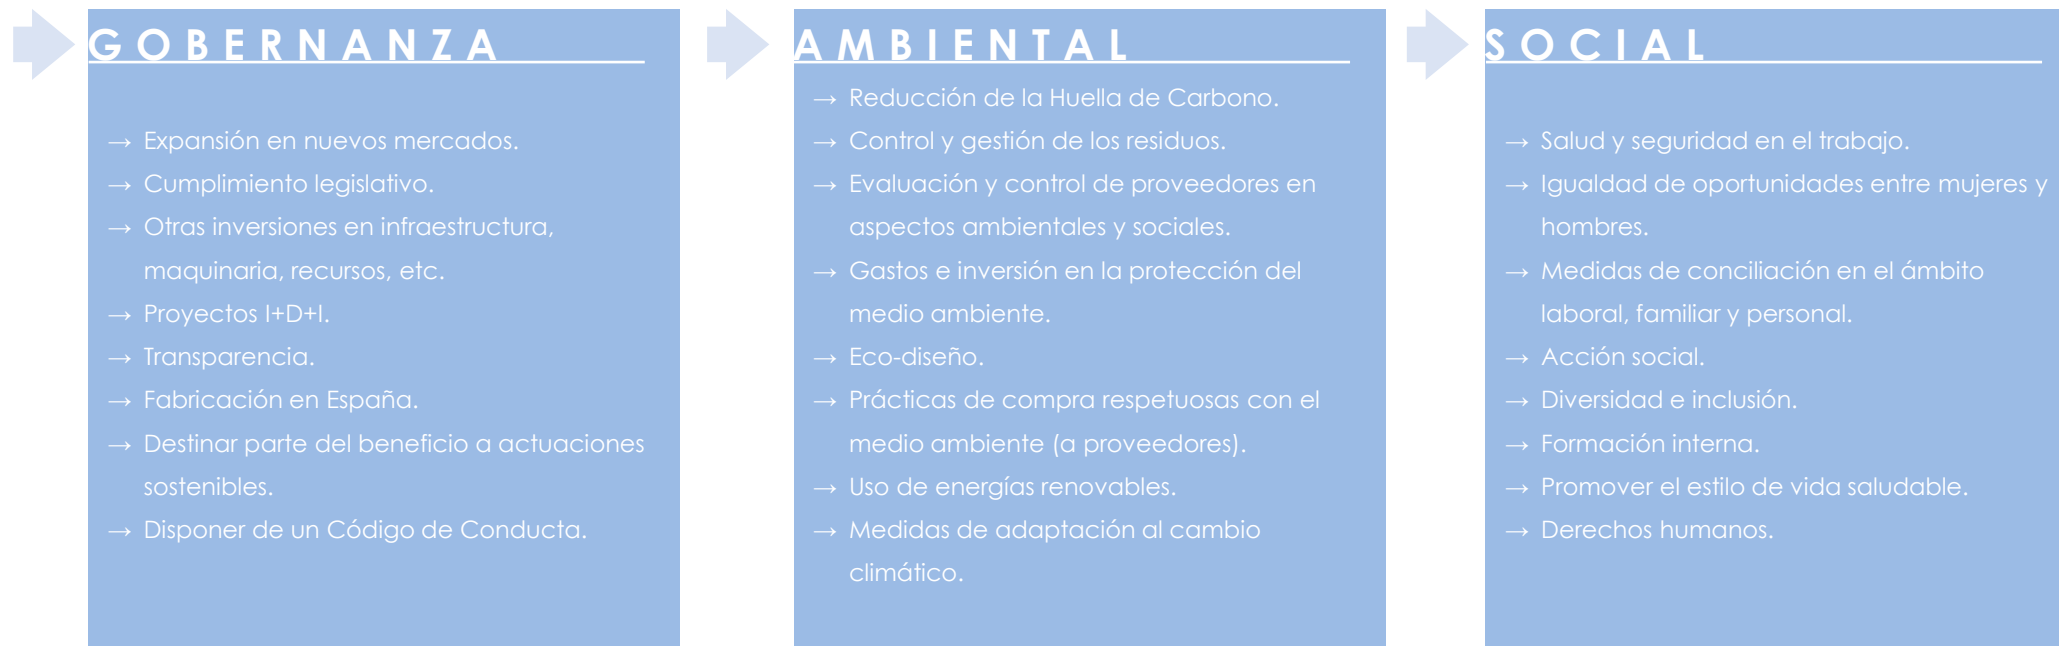 GOBERNANZA
→ Expansión en nuevos mercados.
→ Cumplimiento legislativo.
→ Otras inversiones en infraestructura,
maquinaria, recursos, etc.
→ Proyectos I+D+I.
→ Transparencia.
→ Fabricación en España.
→ Destinar parte del beneficio a actuaciones
sostenibles.
→ Disponer de un Código de Conducta.
AMBIENTAL
→ Reducción de la Huella de Carbono.
→ Control y gestión de los residuos.
→ Evaluación y control de proveedores en
aspectos ambientales y sociales.
→ Gastos e inversión en la protección del
medio ambiente.
→ Eco-diseño.
→ Prácticas de compra respetuosas con el
medio ambiente (a proveedores).
→ Uso de energías renovables.
→ Medidas de adaptación al cambio
climático.
SOCIAL
→ Salud y seguridad en el trabajo.
→ Igualdad de oportunidades entre mujeres y
hombres.
→ Medidas de conciliación en el ámbito
laboral, familiar y personal.
→ Acción social.
→ Diversidad e inclusión.
→ Formación interna.
→ Promover el estilo de vida saludable.
→ Derechos humanos.